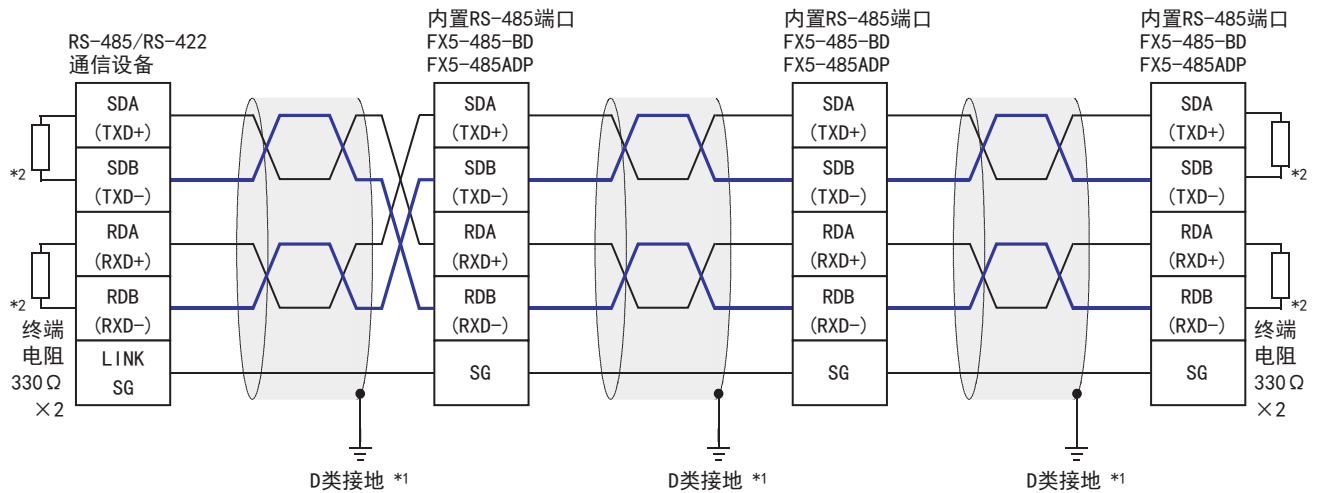 RS-485/RS-422
通信设备
内置RS-485端口
FX5-485-BD
FX5-485ADP
内置RS-485端口
FX5-485-BD
FX5-485ADP
内置RS-485端口
FX5-485-BD
FX5-485ADP
SDA
(TXD+)
SDB
(TXD-)
RDA
(RXD+)
RDB
(RXD-)
LINK
SG
SDA
(TXD+)
SDB
(TXD-)
RDA
(RXD+)
RDB
(RXD-)
SG
SDA
(TXD+)
SDB
(TXD-)
RDA
(RXD+)
RDB
(RXD-)
SG
SDA
(TXD+)
SDB
(TXD-)
RDA
(RXD+)
RDB
(RXD-)
SG
*2
*2
终端
电阻
330Ω
×2
*2
*2
终端
电阻
330Ω
×2
D类接地 *1
D类接地 *1
D类接地 *1